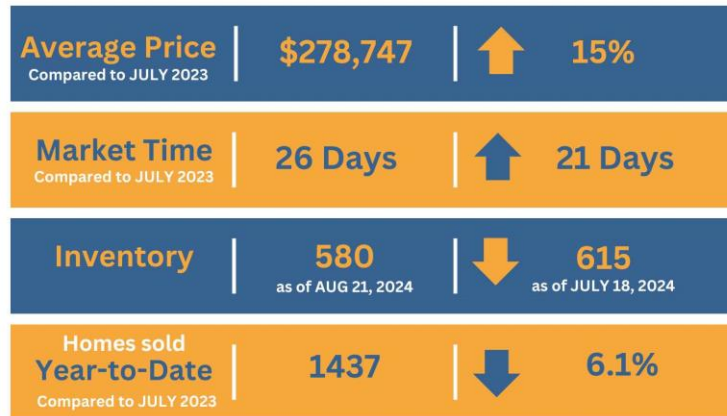 Average Price
Compared to JULY 2023
$278,747
15%
Market Time
Compared to JULY 2023
26 Days
21 Days
Inventory
580
as of AUG 21, 2024
615
as of JULY 18, 2024
Homes sold
Year-to-Date
Compared to JULY 2023
1437
6.1%